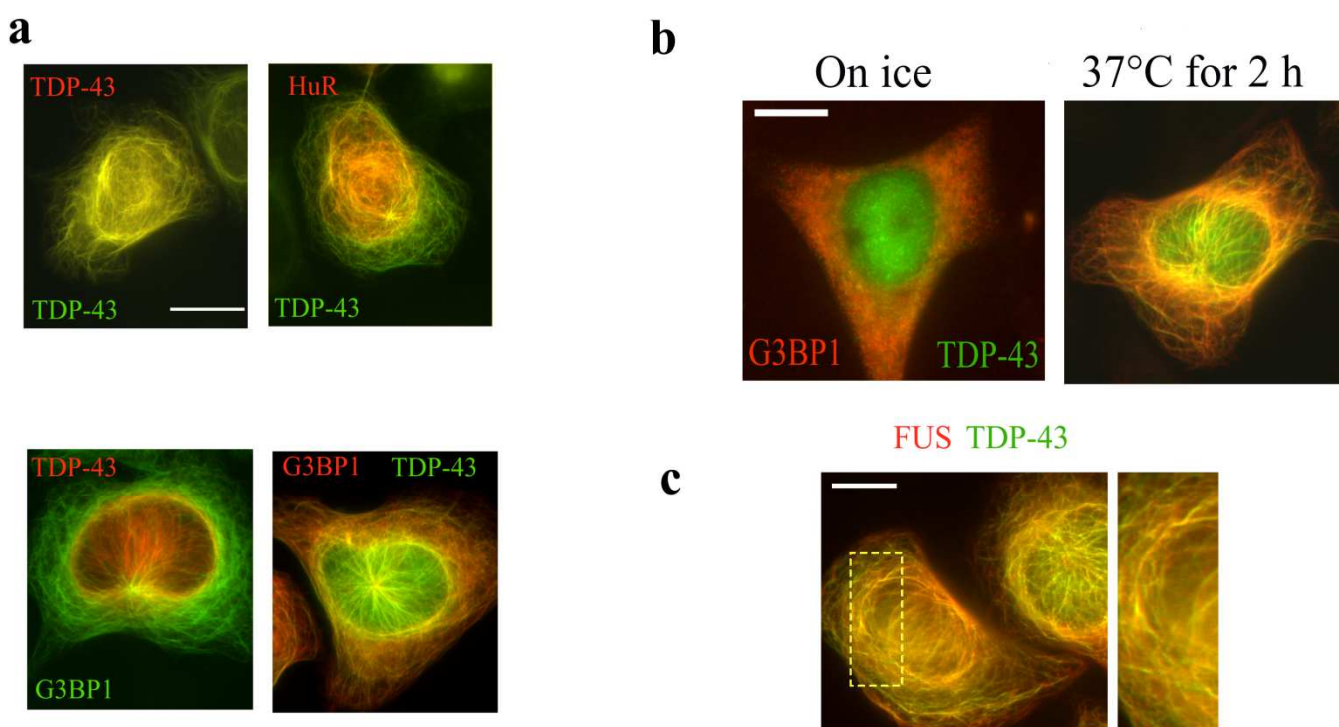 a
TDP-43
TDP-43
HuR
TDP-43
TDP-43
G3BP1
G3BP1 TDP-43
b
On ice
37°C for 2 h
G3BP1 TDP-43
c
FUS TDP-43